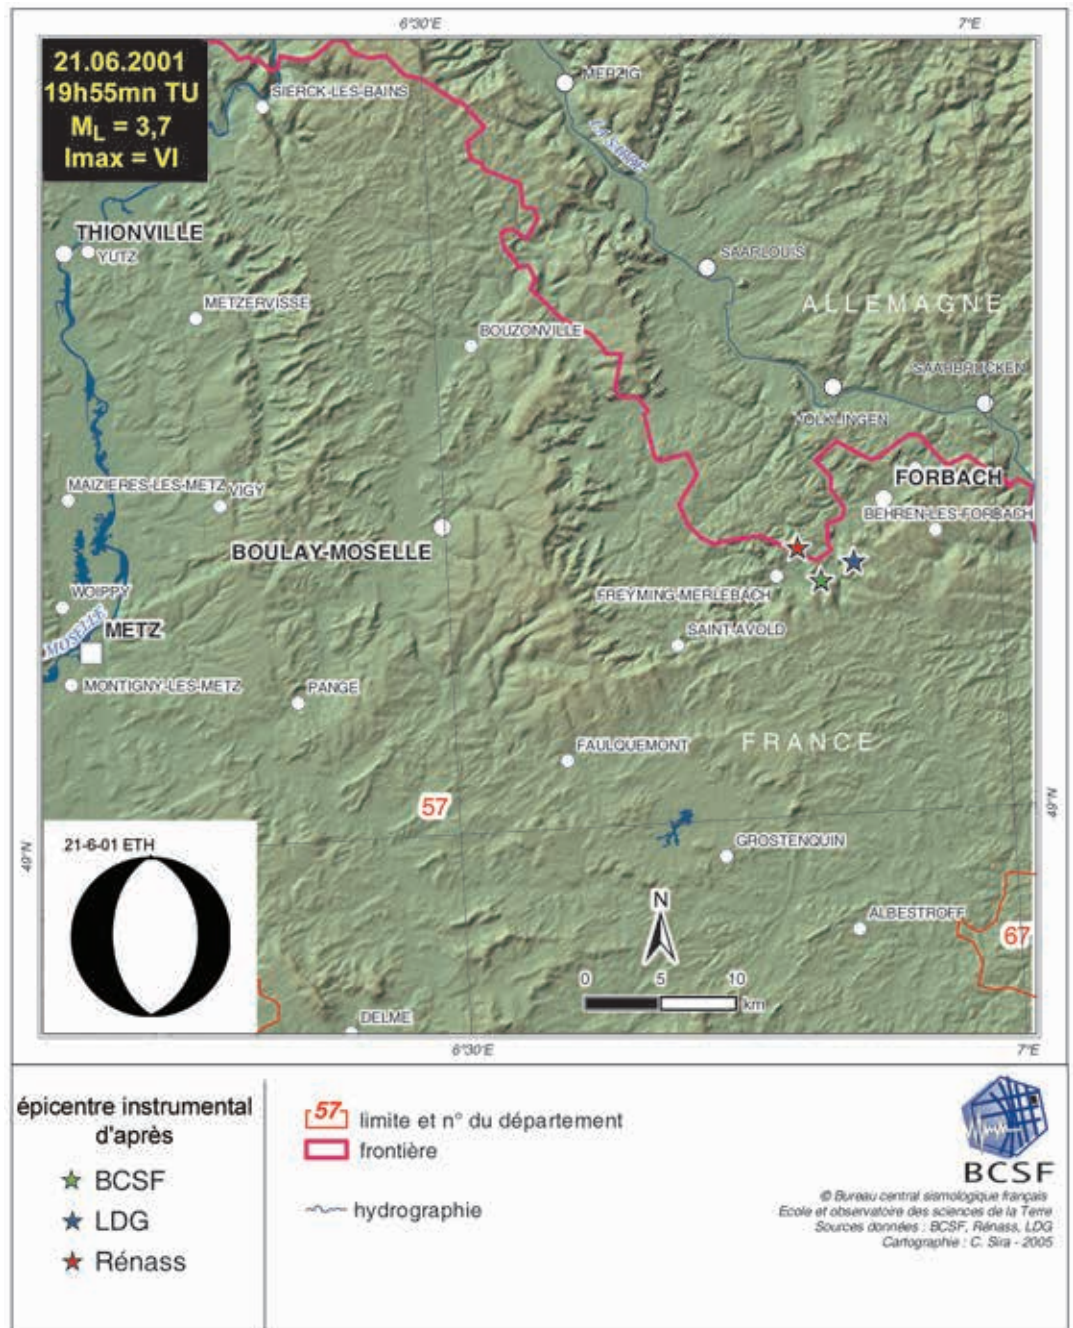 6°30'E
7°E
21.06.2001
19h55mn TU
ML = 3,7
Imax = VI
SIERCK-LES-BAINS
MERZIG
LA SARRE
THIONVILLE
YUTZ
SAARLOUIS
METZERVISSE
ALLEMAGNE
BOUZONVILLE
SAARBRÜCKEN
VOLKLINGEN
FORBACH
MAIZIERES-LES-METZ
VIGY
BEHREN-LES-FORBACH
BOULAY-MOSELLE
WOIPPY
FREYMING-MERLEBACH
MOSELLE
METZ
SAINT-AVOLD
MONTIGNY-LES-METZ
PANGE
FAULQUEMONT
FRANCE
57
49°N
49°N
21-6-01 ETH
GROSTENQUIN
N
ALBESTROFF
67
0 5 10
km
DELME
6°30'E
7°E
épicentre instrumental
d'après
BCSF
LDG
Rénass
57 limite et n° du département
frontière
hydrographie
BCSF
© Bureau central sismologique français
Ecole et observatoire des sciences de la Terre
Sources données : BCSF, Rénass, LDG
Cartographie : C. Sira - 2005